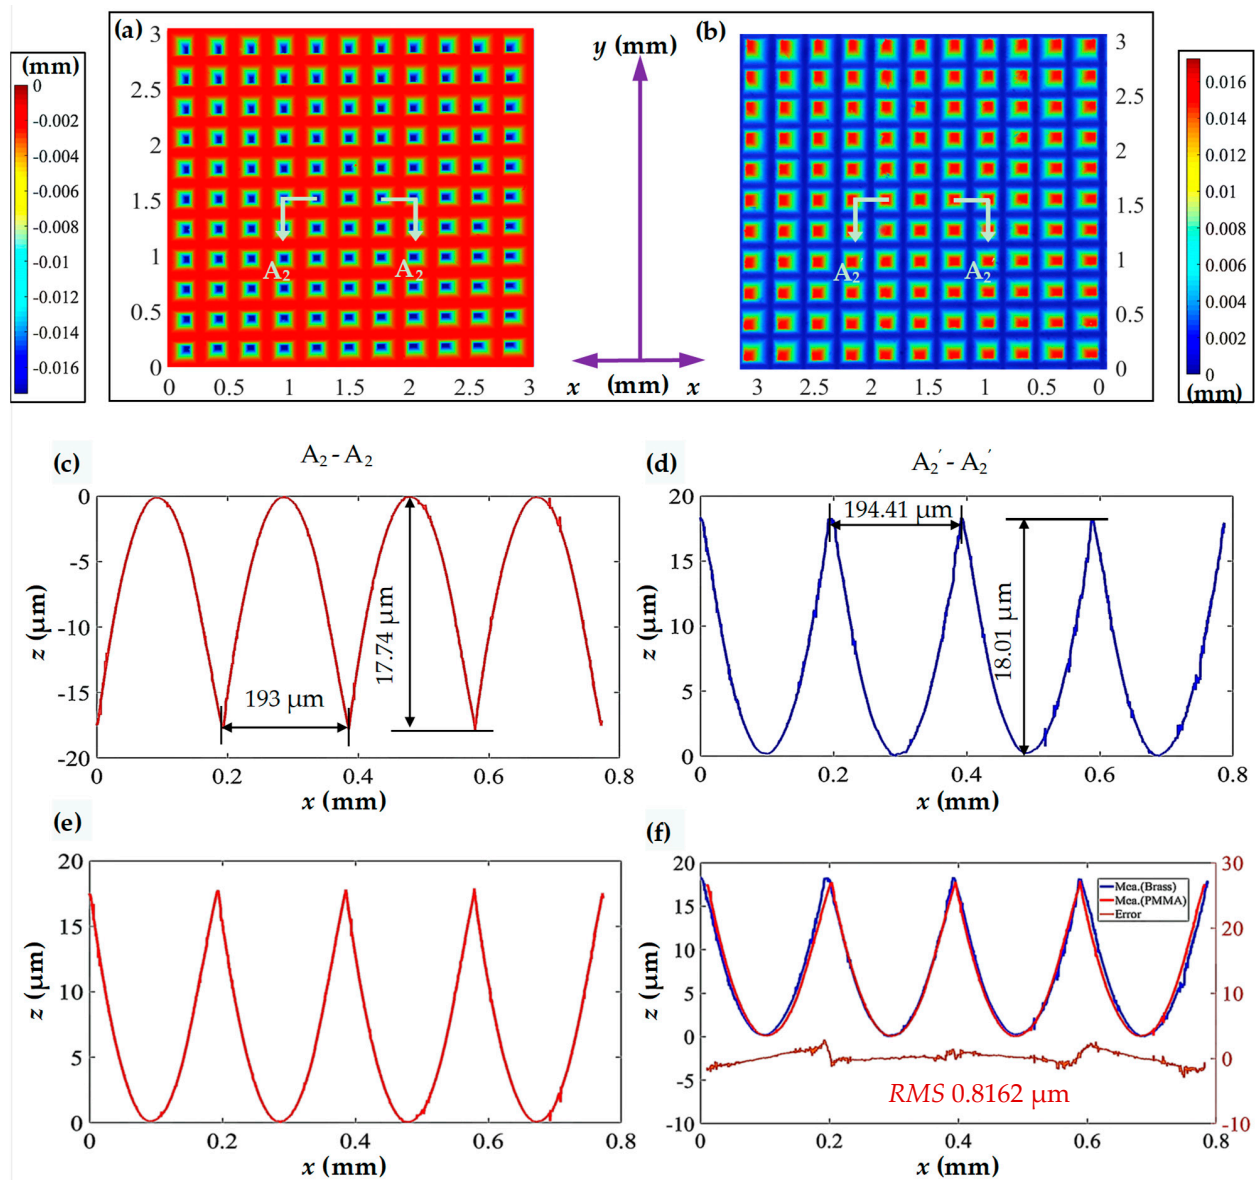 (a)
(b)
(mm)
0
-0.002
-0.004
-0.006
-0.008
-0.01
-0.012
-0.014
-0.016
3
2.5
2
1.5
1
0.5
0
0 0.5 1 1.5 2 2.5 3
A2 A2
y (mm)
x (mm) x
A2′ A2′
3 2.5 2 1.5 1 0.5 0
3
2.5
2
1.5
1
0.5
0
0.016
0.014
0.012
0.01
0.008
0.006
0.004
0.002
0
(mm)
(c)
A2 - A2
0
-5
-10
-15
-20
z (μm)
193 μm
17.74 μm
0 0.2 0.4 0.6 0.8
x (mm)
(d)
A2′ - A2′
20
15
10
5
0
z (μm)
194.41 μm
18.01 μm
0 0.2 0.4 0.6 0.8
x (mm)
(e)
20
15
10
5
0
z (μm)
0 0.2 0.4 0.6 0.8
x (mm)
(f)
20
15
10
5
0
-5
-10
z (μm)
Mea.(Brass)
Mea.(PMMA)
Error
30
20
10
0
-10
RMS 0.8162 μm
0 0.2 0.4 0.6 0.8
x (mm)